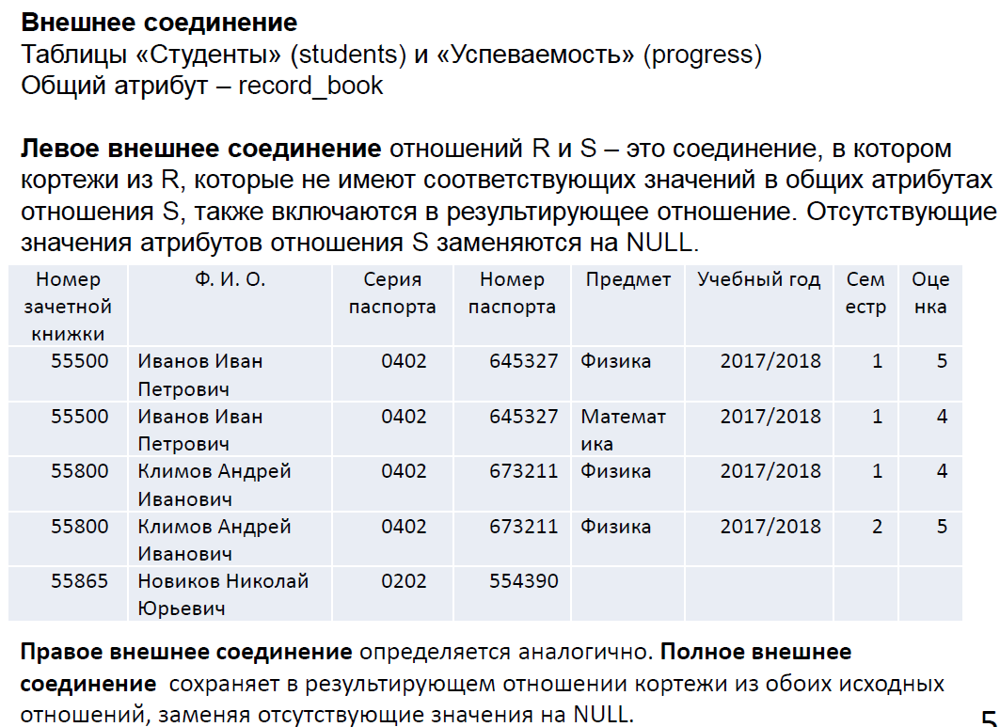 Внешнее соединение
Таблицы «Студенты» (students) и «Успеваемость» (progress)
Общий атрибут – record_book
Левое внешнее соединение отношений R и S – это соединение, в котором
кортежи из R, которые не имеют соответствующих значений в общих атрибутах
отношения S, также включаются в результирующее отношение. Отсутствующие
значения атрибутов отношения S заменяются на NULL.
Номер Ф. И. О. Серия Номер Предмет Учебный год Сем Оце
зачетной паспорта паспорта естр нка
книжки
55500 Иванов Иван 0402 645327 Физика 2017/2018 1 5
Петрович
55500 Иванов Иван 0402 645327 Математ 2017/2018 1 4
Петрович ика
55800 Климов Андрей 0402 673211 Физика 2017/2018 1 4
Иванович
55800 Климов Андрей 0402 673211 Физика 2017/2018 2 5
Иванович
55865 Новиков Николай 0202 554390
Юрьевич
Правое внешнее соединение определяется аналогично. Полное внешнее
соединение сохраняет в результирующем отношении кортежи из обоих исходных
отношений, заменяя отсутствующие значения на NULL.
5